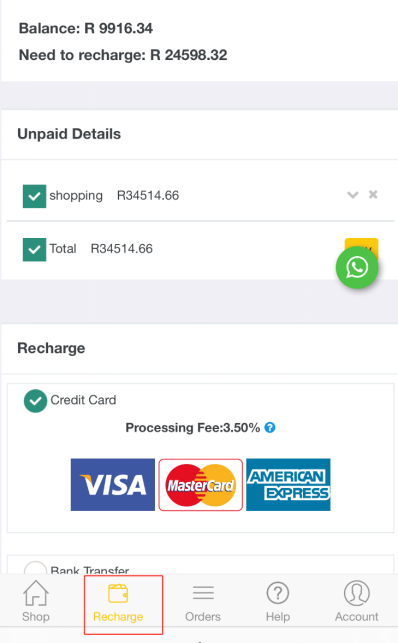 Balance: R 9916.34
Need to recharge: R 24598.32
Unpaid Details
shopping R34514.66
Total R34514.66
Recharge
Credit Card
Processing Fee:3.50%
VISA
MasterCard
AMERICAN
EXPRESS
Bank Transfer
Shop Recharge Orders Help Account